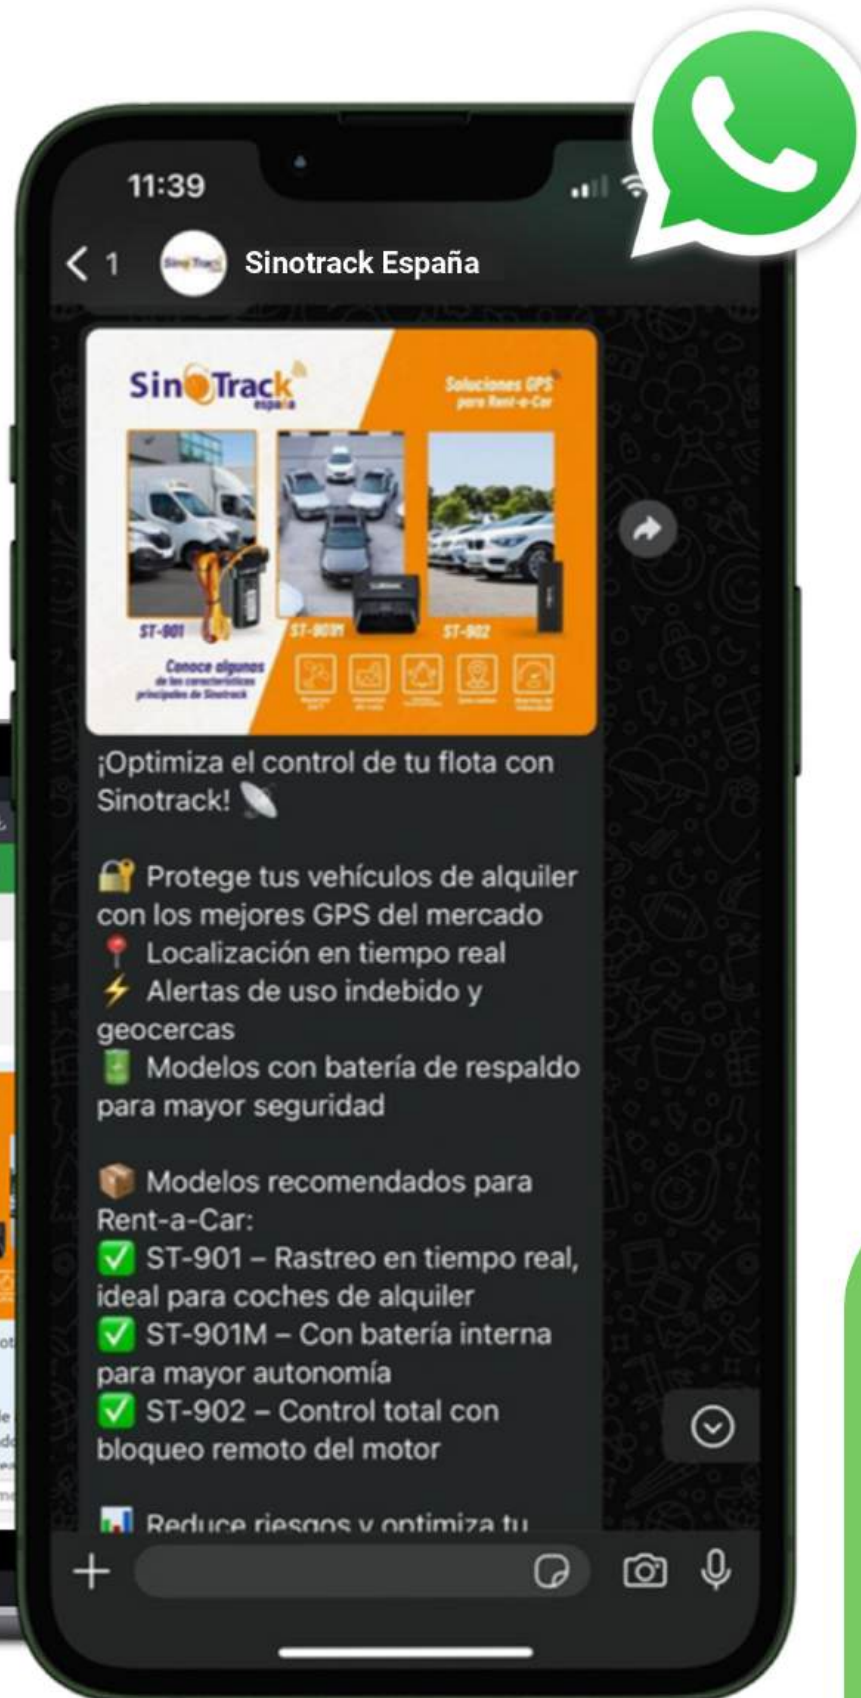 11:39
1
SinoTrack
Sinotrack España
SinoTrack
españa
Soluciones GPS
para Rent-a-Car
ST-901
ST-901M
ST-902
Conoce algunas
de las características
principales de Sinotrack
¡Optimiza el control de tu flota con
Sinotrack! 📡
🔐 Protege tus vehículos de alquiler
con los mejores GPS del mercado
📍 Localización en tiempo real
⚡ Alertas de uso indebido y
geocercas
🔋 Modelos con batería de respaldo
para mayor seguridad
📦 Modelos recomendados para
Rent-a-Car:
✅ ST-901 – Rastreo en tiempo real,
ideal para coches de alquiler
✅ ST-901M – Con batería interna
para mayor autonomía
✅ ST-902 – Control total con
bloqueo remoto del motor
📊 Reduce riesgos y optimiza tu